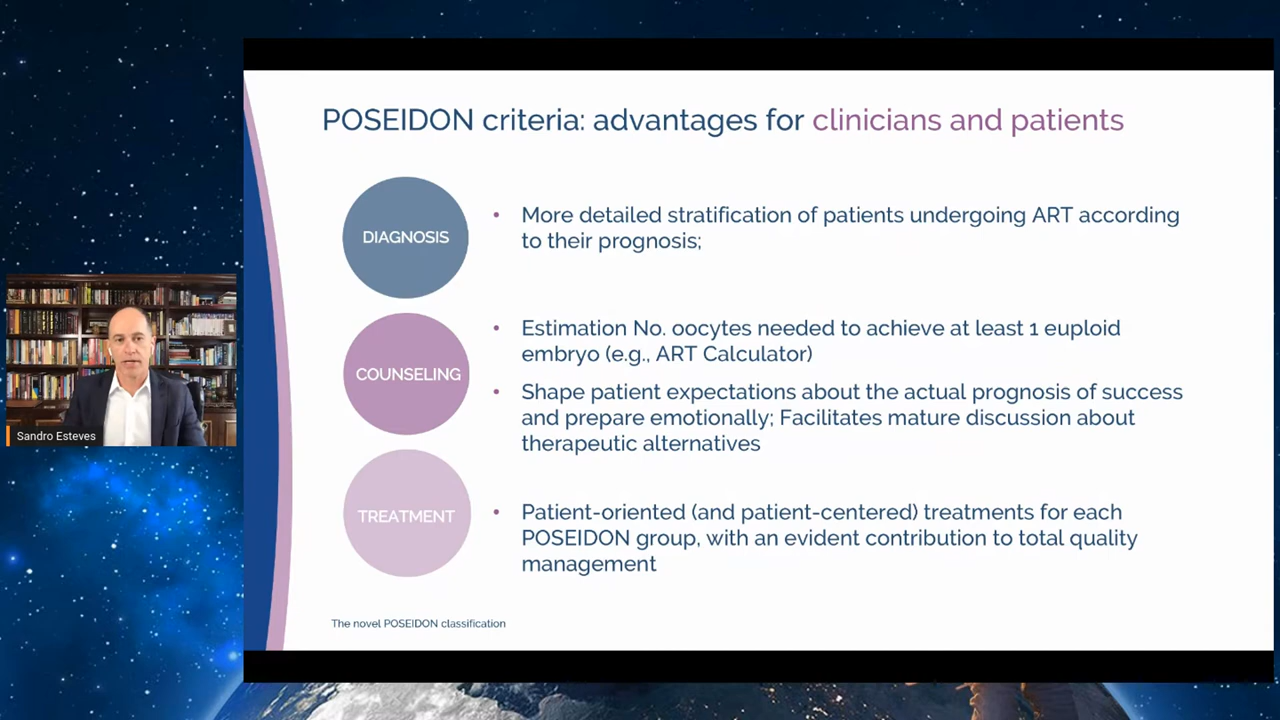 POSEIDON criteria: advantages for clinicians and patients
DIAGNOSIS
• More detailed stratification of patients undergoing ART according
to their prognosis;
COUNSELING
• Estimation No. oocytes needed to achieve at least 1 euploid
embryo (e.g., ART Calculator)
• Shape patient expectations about the actual prognosis of success
and prepare emotionally; Facilitates mature discussion about
therapeutic alternatives
TREATMENT
• Patient-oriented (and patient-centered) treatments for each
POSEIDON group, with an evident contribution to total quality
management
The novel POSEIDON classification
Sandro Esteves